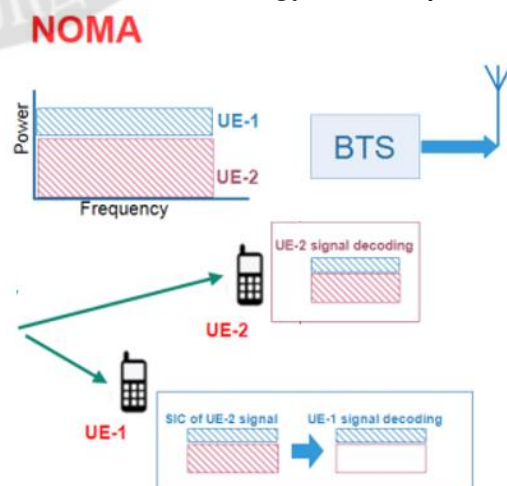 NOMA
Power
UE-1
UE-2
Frequency
BTS
UE-2 signal decoding
UE-2
UE-1
SIC of UE-2 signal
UE-1 signal decoding